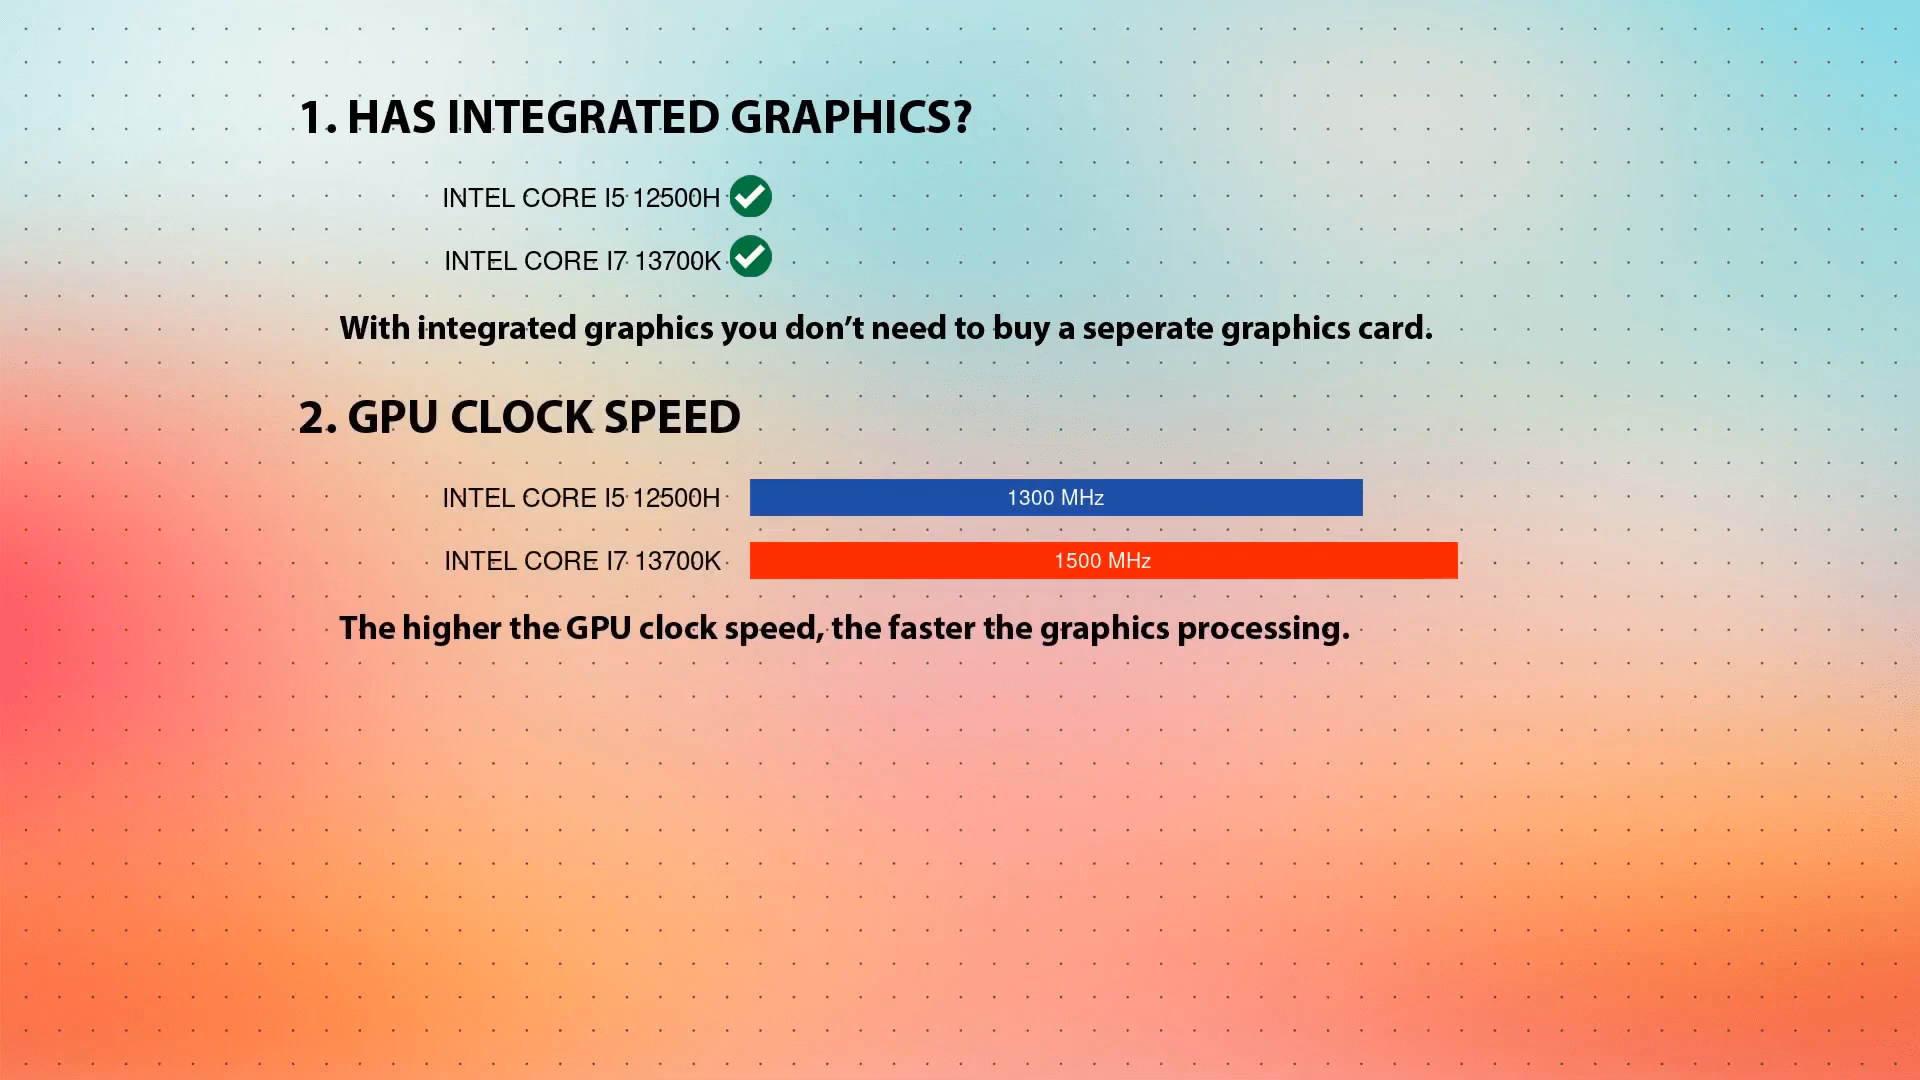 1. HAS INTEGRATED GRAPHICS?
INTEL CORE I5 12500H
INTEL CORE I7 13700K
With integrated graphics you don’t need to buy a seperate graphics card.
2. GPU CLOCK SPEED
INTEL CORE I5 12500H 1300 MHz
INTEL CORE I7 13700K 1500 MHz
The higher the GPU clock speed, the faster the graphics processing.